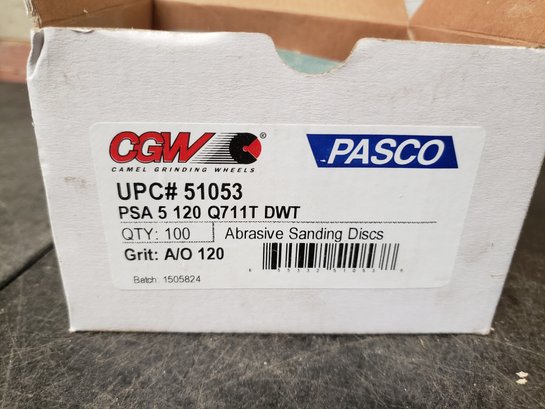 CGW®
CAMEL GRINDING WHEELS
PASCO
UPC# 51053
PSA 5 120 Q711T DWT
QTY: 100 Abrasive Sanding Discs
Grit: A/O 120
Batch: 1505824